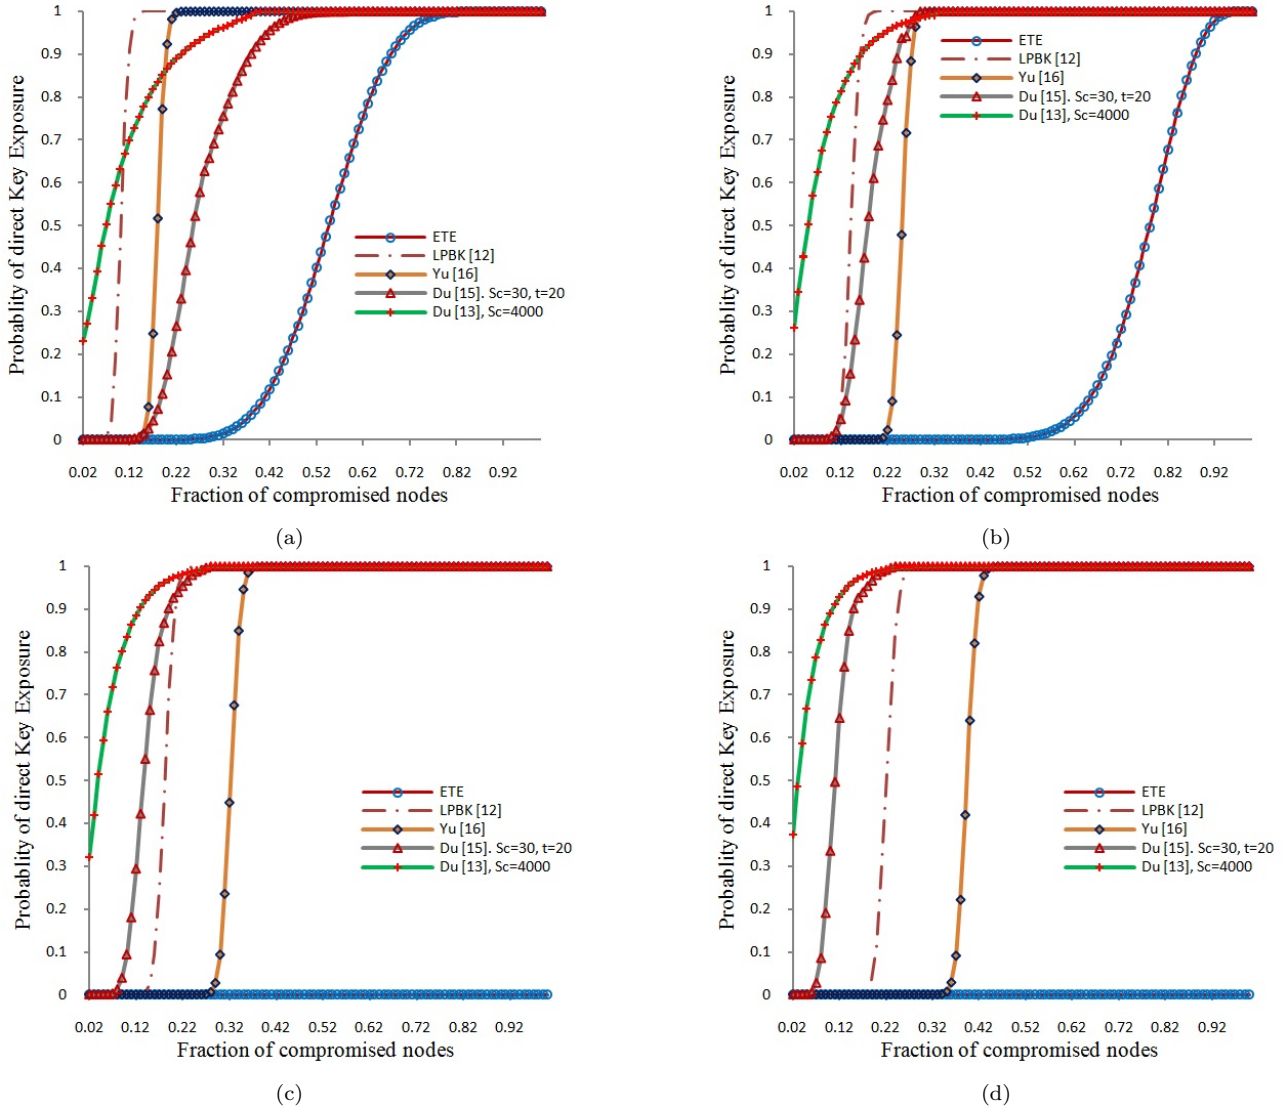 1
0.9
0.8
0.7
0.6
0.5
0.4
0.3
0.2
0.1
0
Probablity of direct Key Exposure
ETE
LPBK [12]
Yu [16]
Du [15]. Sc=30, t=20
Du [13], Sc=4000
0.02 0.12 0.22 0.32 0.42 0.52 0.62 0.72 0.82 0.92
Fraction of compromised nodes
(a)
1
0.9
0.8
0.7
0.6
0.5
0.4
0.3
0.2
0.1
0
Probablity of direct Key Exposure
ETE
LPBK [12]
Yu [16]
Du [15]. Sc=30, t=20
Du [13], Sc=4000
0.02 0.12 0.22 0.32 0.42 0.52 0.62 0.72 0.82 0.92
Fraction of compromised nodes
(b)
1
0.9
0.8
0.7
0.6
0.5
0.4
0.3
0.2
0.1
0
Probablity of direct Key Exposure
ETE
LPBK [12]
Yu [16]
Du [15]. Sc=30, t=20
Du [13], Sc=4000
0.02 0.12 0.22 0.32 0.42 0.52 0.62 0.72 0.82 0.92
Fraction of compromised nodes
(c)
1
0.9
0.8
0.7
0.6
0.5
0.4
0.3
0.2
0.1
0
Probablity of direct Key Exposure
ETE
LPBK [12]
Yu [16]
Du [15]. Sc=30, t=20
Du [13], Sc=4000
0.02 0.12 0.22 0.32 0.42 0.52 0.62 0.72 0.82 0.92
Fraction of compromised nodes
(d)